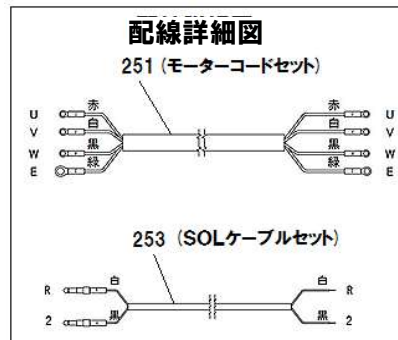 配線詳細図
251 (モーターコードセット)
U 赤 赤 U
V 白 白 V
W 黒 黒 W
E 緑 緑 E
253 (SOLケーブルセット)
R 白 白 R
2 黒 黒 2